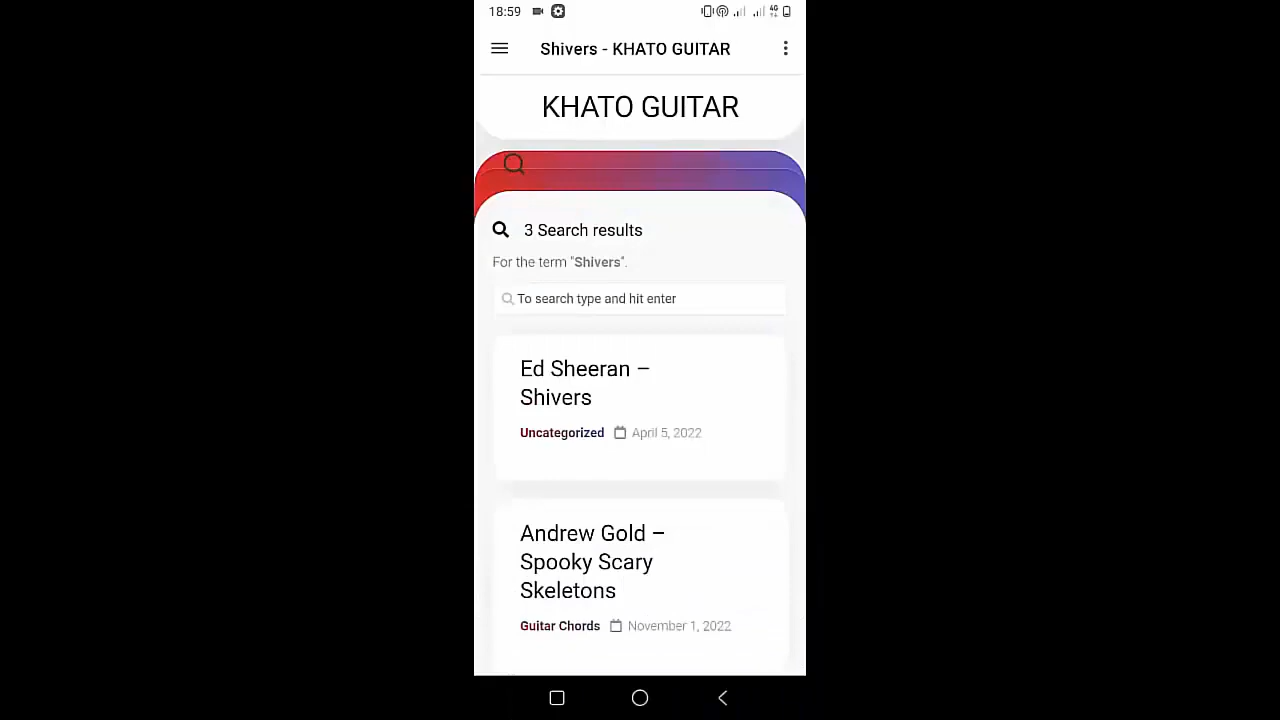 18:59
4G
Shivers - KHATO GUITAR
KHATO GUITAR
3 Search results
For the term "Shivers".
To search type and hit enter
Ed Sheeran –
Shivers
Uncategorized April 5, 2022
Andrew Gold –
Spooky Scary
Skeletons
Guitar Chords November 1, 2022